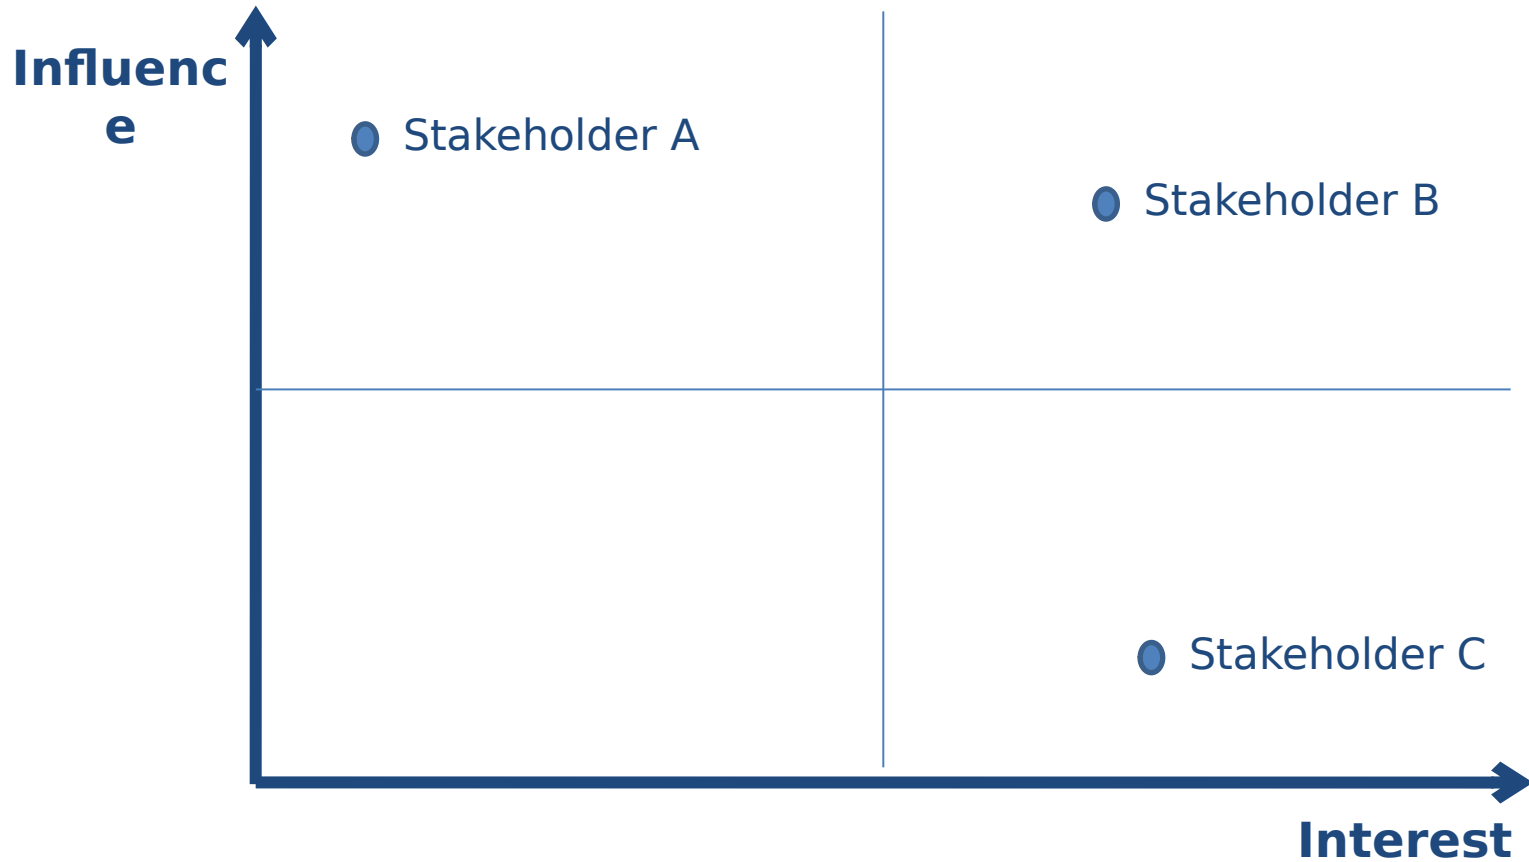 Influenc
e
Stakeholder A
Stakeholder B
Stakeholder C
Interest